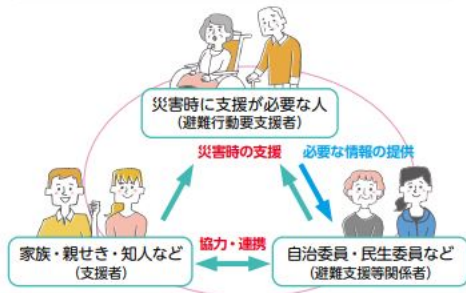 災害時に支援が必要な人
(避難行動要支援者)
災害時の支援
必要な情報の提供
家族・親せき・知人など
(支援者)
協力・連携
自治委員・民生委員など
(避難支援等関係者)